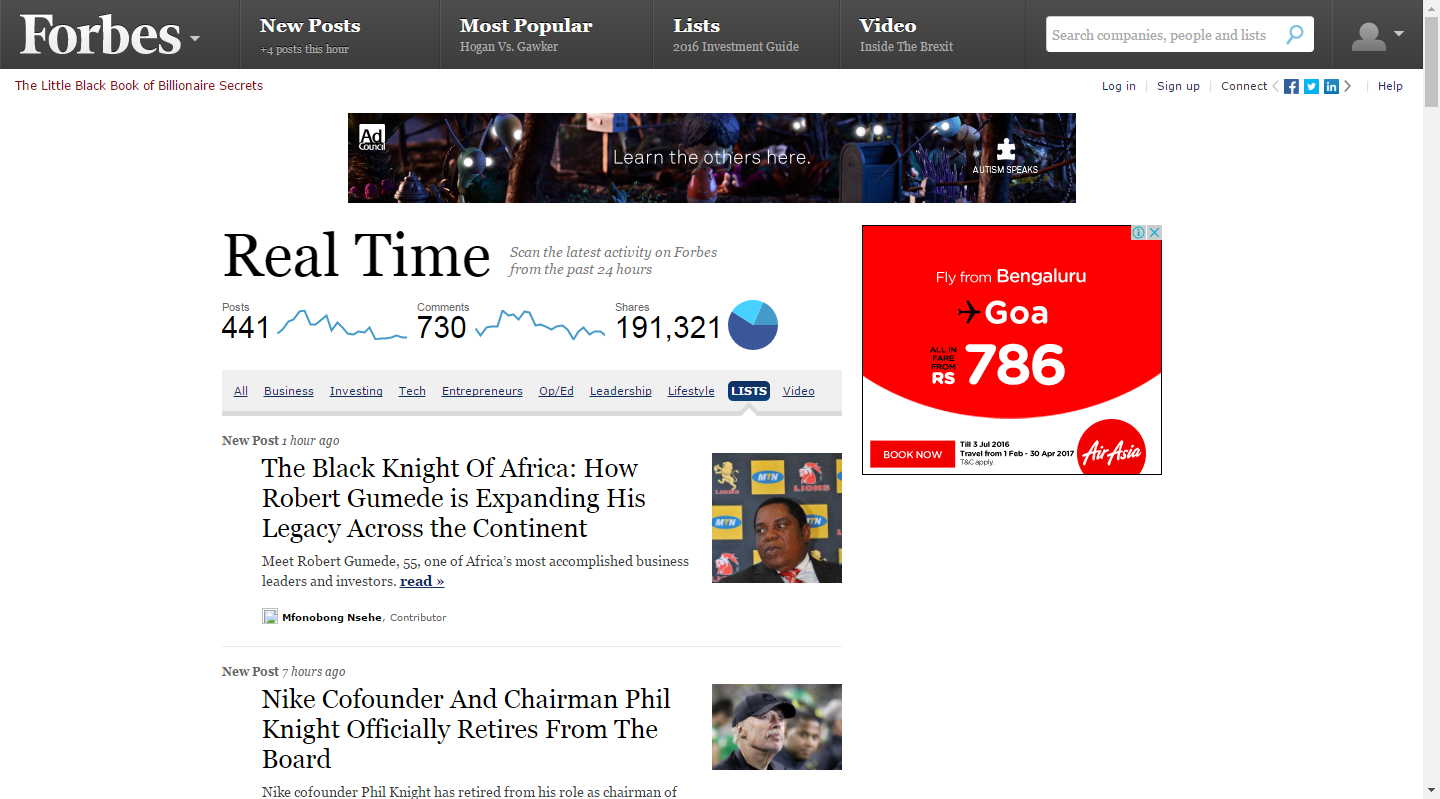 Forbes
New Posts
+4 posts this hour
Most Popular
Hogan Vs. Gawker
Lists
2016 Investment Guide
Video
Inside The Brexit
Search companies, people and lists
The Little Black Book of Billionaire Secrets
Log in | Sign up | Connect
Help
Ad
Council
Learn the others here.
AUTISM SPEAKS
Real Time
Scan the latest activity on Forbes
from the past 24 hours
Posts
441
Comments
730
Shares
191,321
All Business Investing Tech Entrepreneurs Op/Ed Leadership Lifestyle LISTS Video
New Post 1 hour ago
The Black Knight Of Africa: How
Robert Gumede is Expanding His
Legacy Across the Continent
Meet Robert Gumede, 55, one of Africa's most accomplished business
leaders and investors. read »
Mfonobong Nsehe, Contributor
LIONS
MTN
LIONS
MTN
MTN
New Post 7 hours ago
Nike Cofounder And Chairman Phil
Knight Officially Retires From The
Board
Nike cofounder Phil Knight has retired from his role as chairman of
Fly from Bengaluru
Goa
ALL IN
FARE
FROM
RS 786
BOOK NOW
Till 3 Jul 2016
Travel from 1 Feb - 30 Apr 2017
T&C apply.
AirAsia